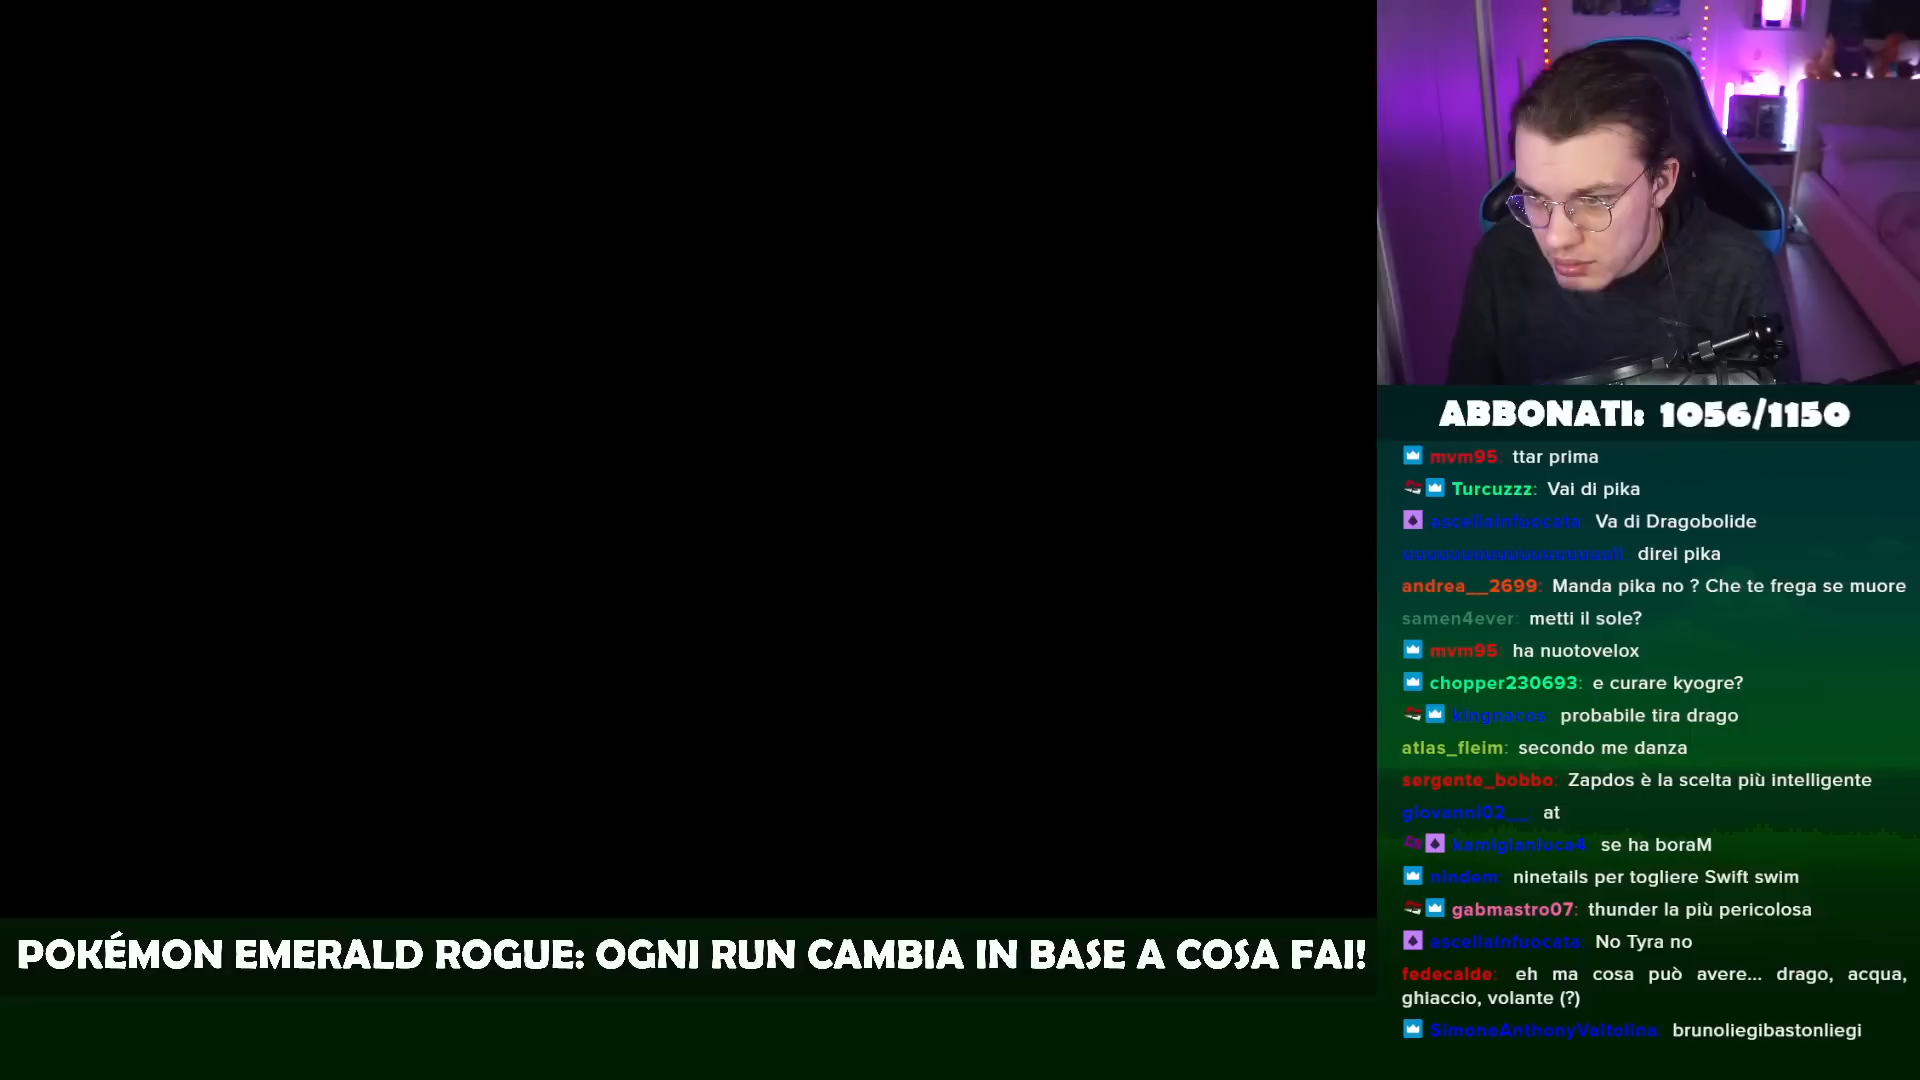 ABBONATI: 1056/1150
mvm95: ttar prima
Turcuzzz: Vai di pika
ascellainfuocata: Va di Dragobolide
direi pika
andrea__2699: Manda pika no ? Che te frega se muore
samen4ever: metti il sole?
mvm95: ha nuotovelox
chopper230693: e curare kyogre?
kingnacos: probabile tira drago
atlas_fleim: secondo me danza
sergente_bobbo: Zapdos è la scelta più intelligente
giovanni02__: at
kamigianluca4: se ha boraM
nindem: ninetails per togliere Swift swim
gabmastro07: thunder la più pericolosa
ascellainfuocata: No Tyra no
fedecalde: eh ma cosa può avere... drago, acqua,
ghiaccio, volante (?)
SimoneAnthonyValtolina: brunoliegibastonliegi
POKÉMON EMERALD ROGUE: OGNI RUN CAMBIA IN BASE A COSA FAI!